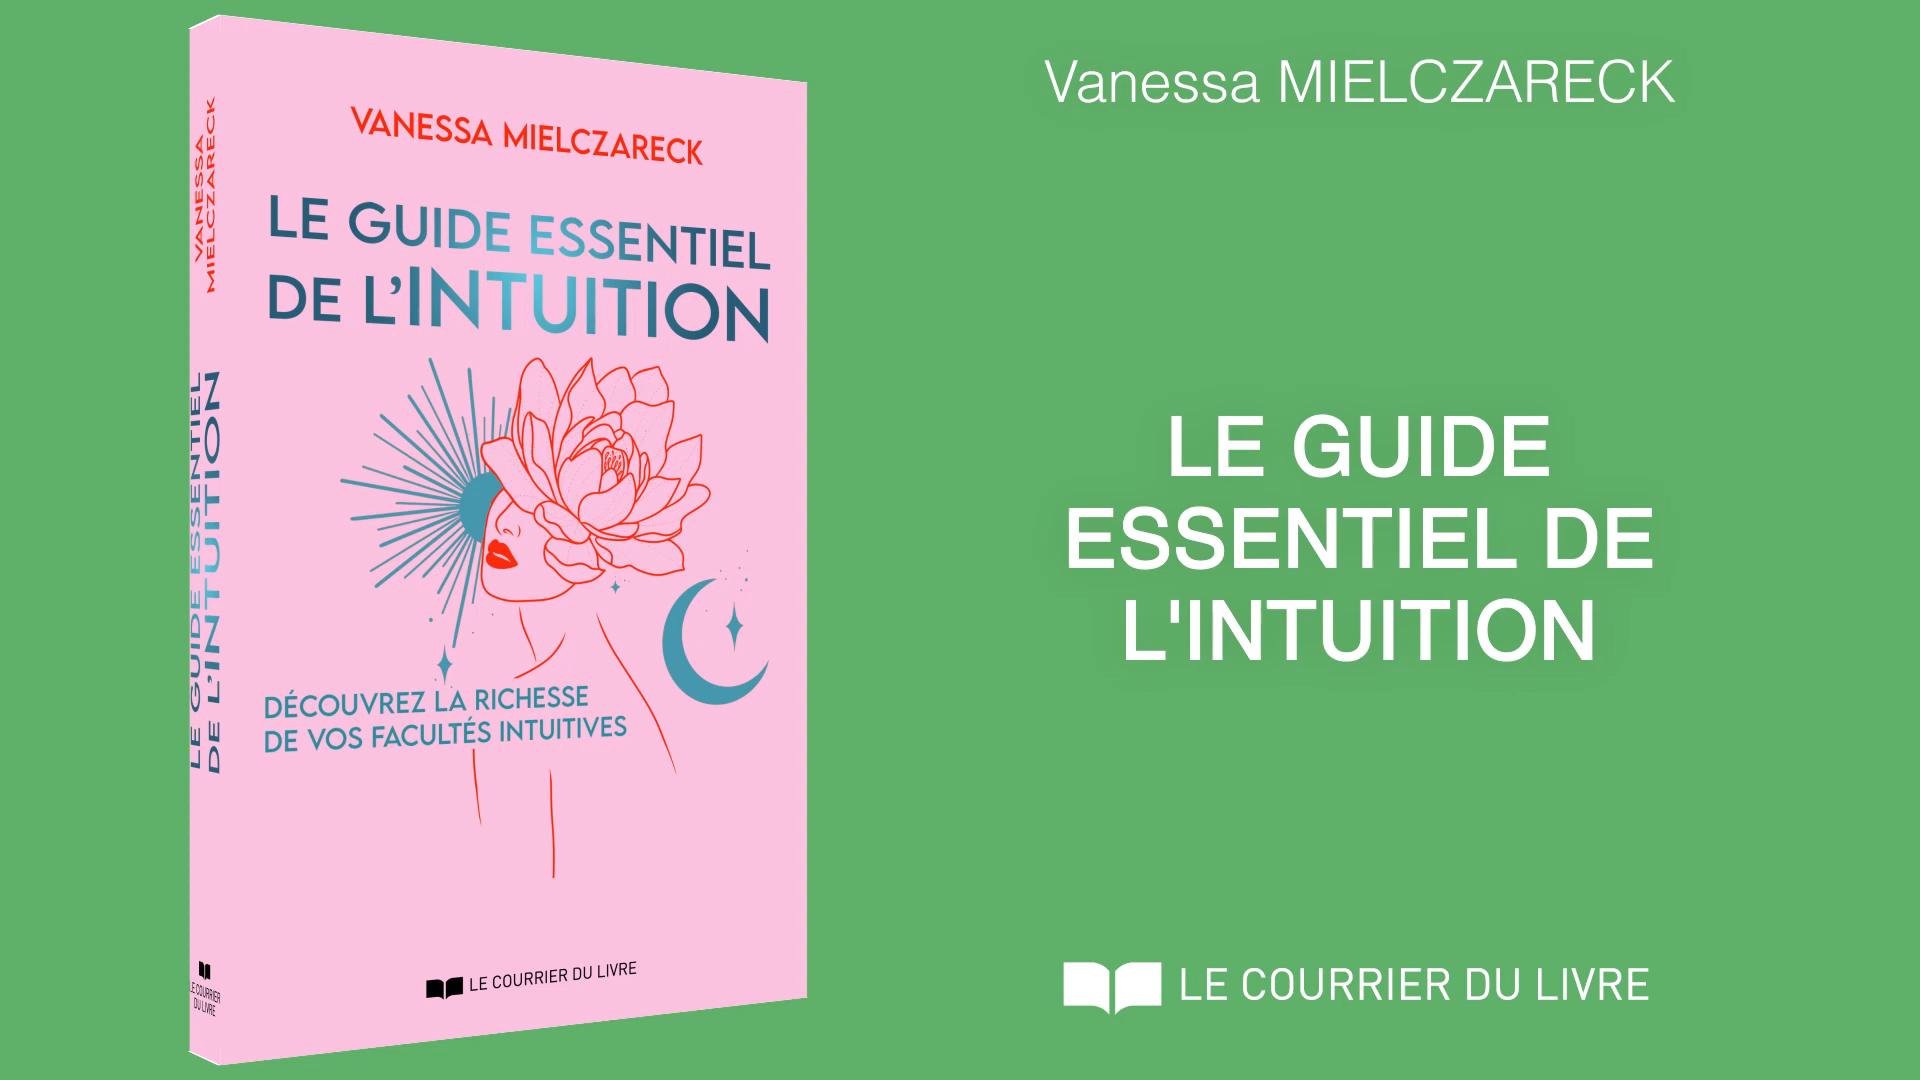 VANESSA
MIELCZARECK
LE GUIDE ESSENTIEL
DE L'INTUITION
LE COURRIER
DU LIVRE
VANESSA MIELCZARECK
LE GUIDE ESSENTIEL
DE L’INTUITION
DÉCOUVREZ LA RICHESSE
DE VOS FACULTÉS INTUITIVES
LE COURRIER DU LIVRE
Vanessa MIELCZARECK
LE GUIDE
ESSENTIEL DE
L'INTUITION
LE COURRIER DU LIVRE